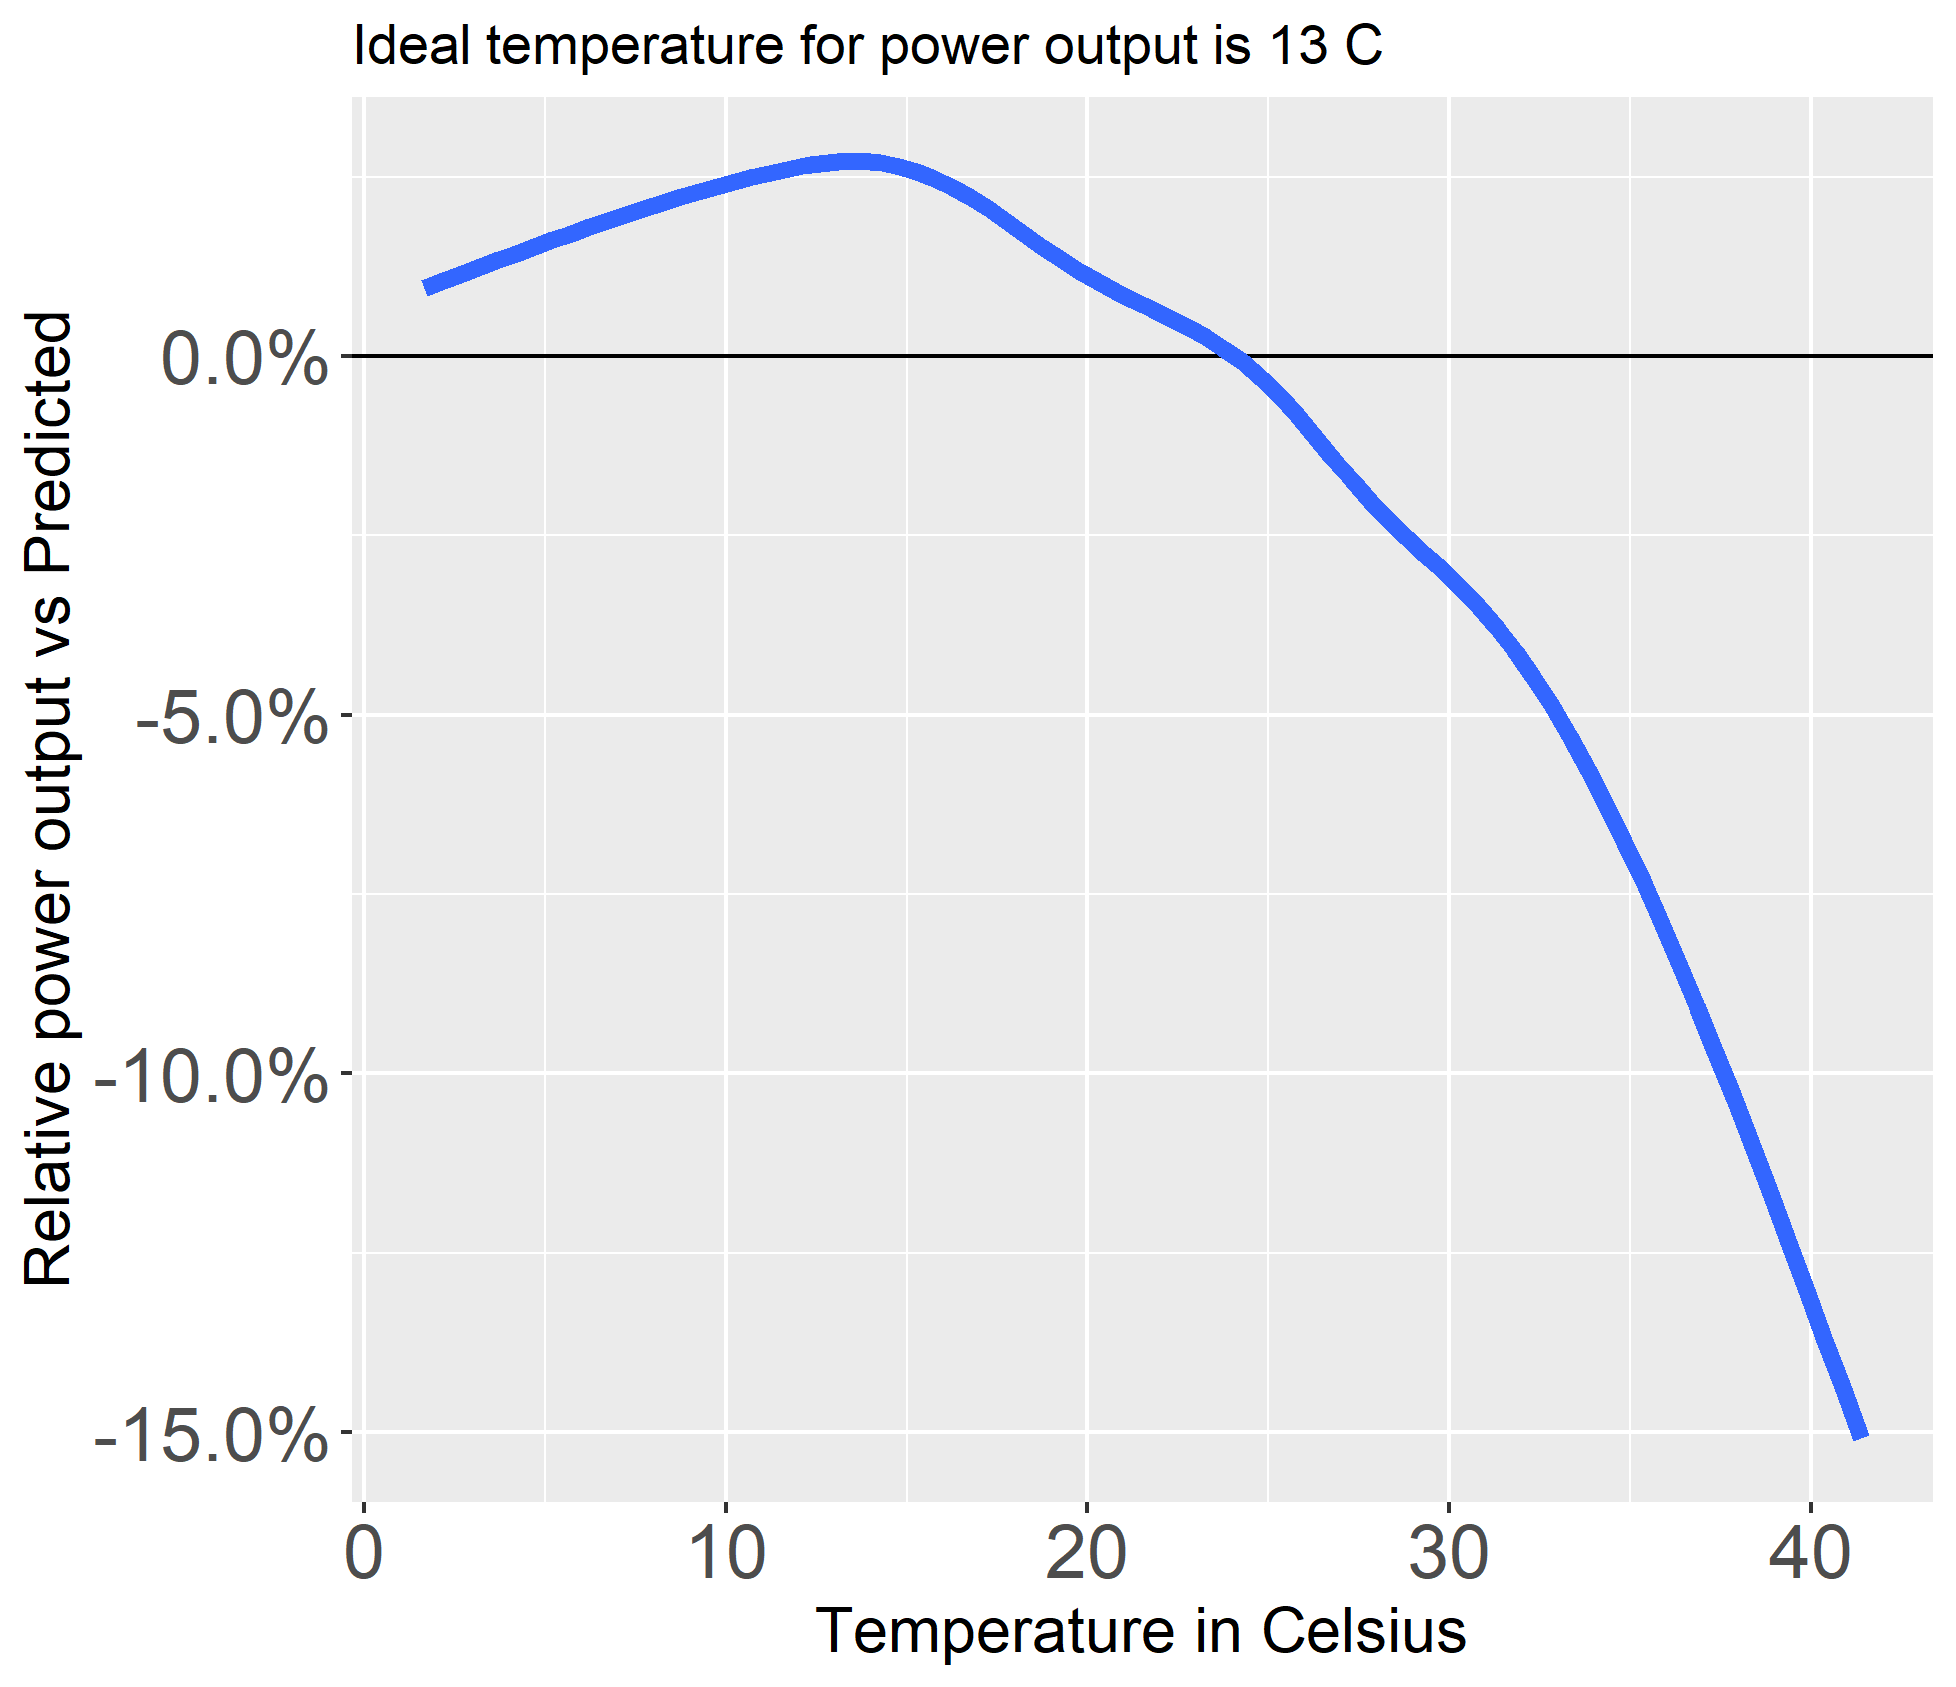 Ideal temperature for power output is 13 C
Relative power output vs Predicted
0.0%
-5.0%
-10.0%
-15.0%
0 10 20 30 40
Temperature in Celsius